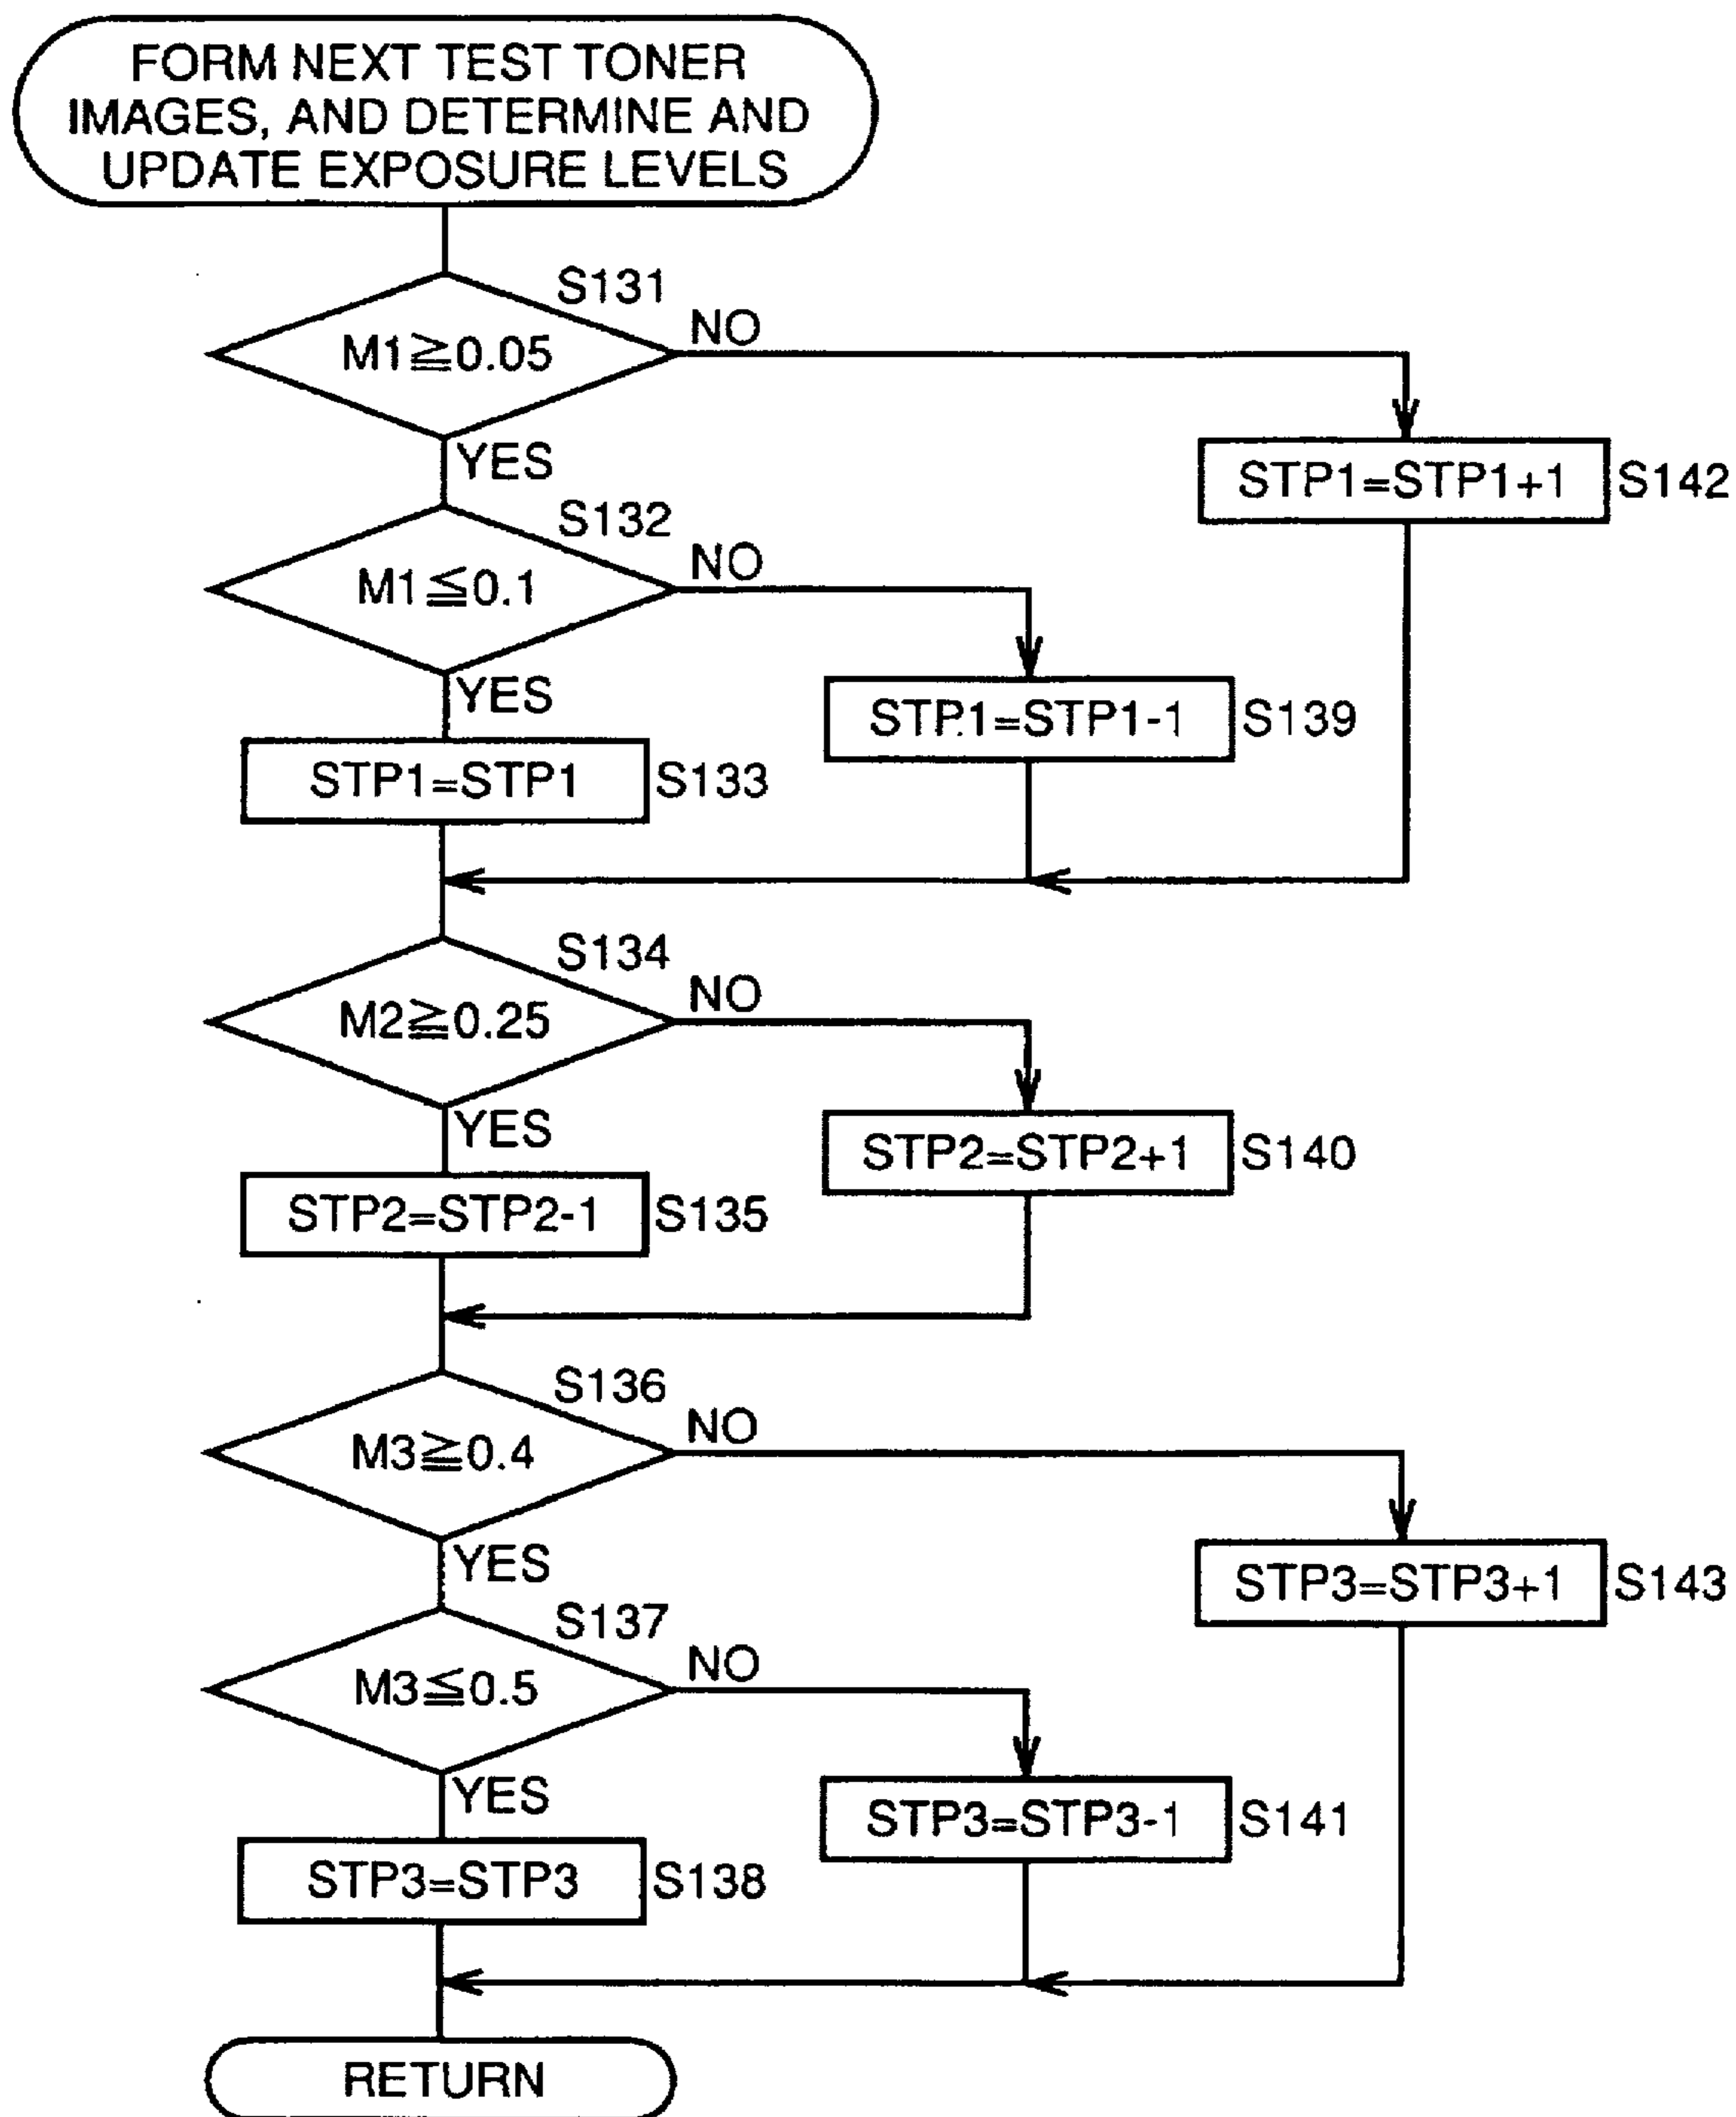 FORM NEXT TEST TONER
IMAGES, AND DETERMINE AND
UPDATE EXPOSURE LEVELS
S131
M1≧0.05
NO
YES
STP1=STP1+1
S142
S132
M1≦0.1
NO
YES
STP1=STP1-1
S139
STP1=STP1
S133
S134
M2≧0.25
NO
YES
STP2=STP2+1
S140
STP2=STP2-1
S135
S136
M3≧0.4
NO
YES
STP3=STP3+1
S143
S137
M3≦0.5
NO
YES
STP3=STP3-1
S141
STP3=STP3
S138
RETURN